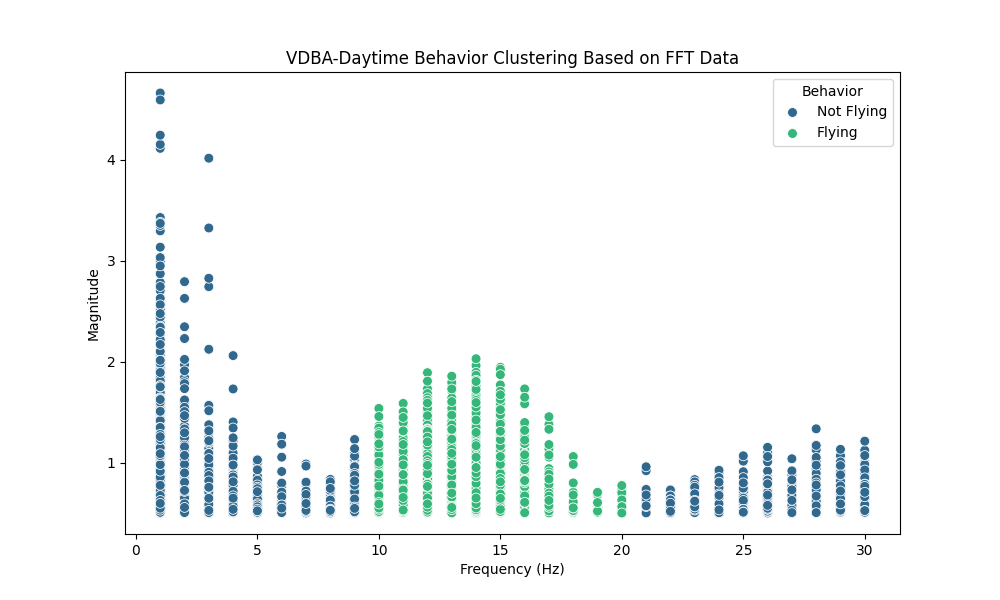 VDBA-Daytime Behavior Clustering Based on FFT Data
Behavior
Not Flying
Flying
Magnitude
4
3
2
1
0
5
10
15
20
25
30
Frequency (Hz)